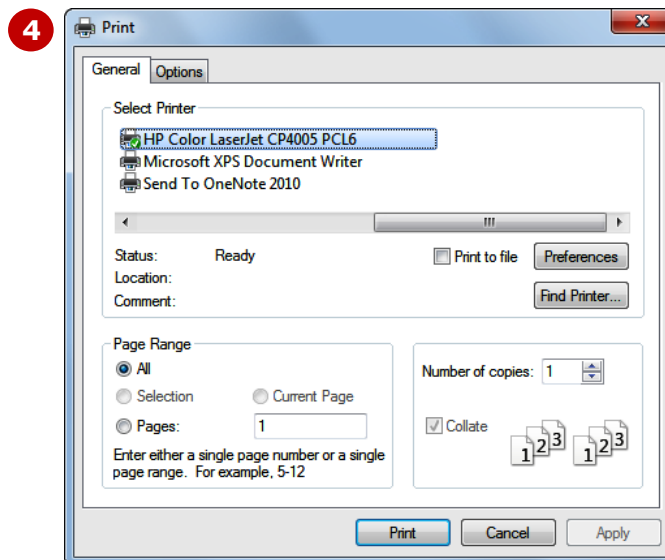 4
Print
X
General Options
Select Printer
HP Color LaserJet CP4005 PCL6
Microsoft XPS Document Writer
Send To OneNote 2010
Status: Ready
Print to file Preferences
Location:
Comment:
Find Printer...
Page Range
All
Selection Current Page
Pages: 1
Enter either a single page number or a single
page range. For example, 5-12
Number of copies: 1
Collate
1 2 3 1 2 3
Print Cancel Apply